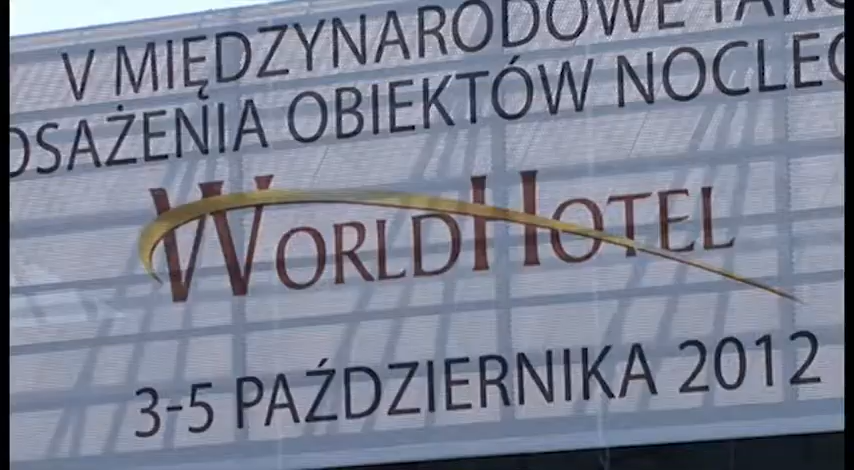 V MIĘDZYNARODOWE
OBIEKTÓW
WORLDHOTEL
3-5 PAŹDZIERNIKA 2012